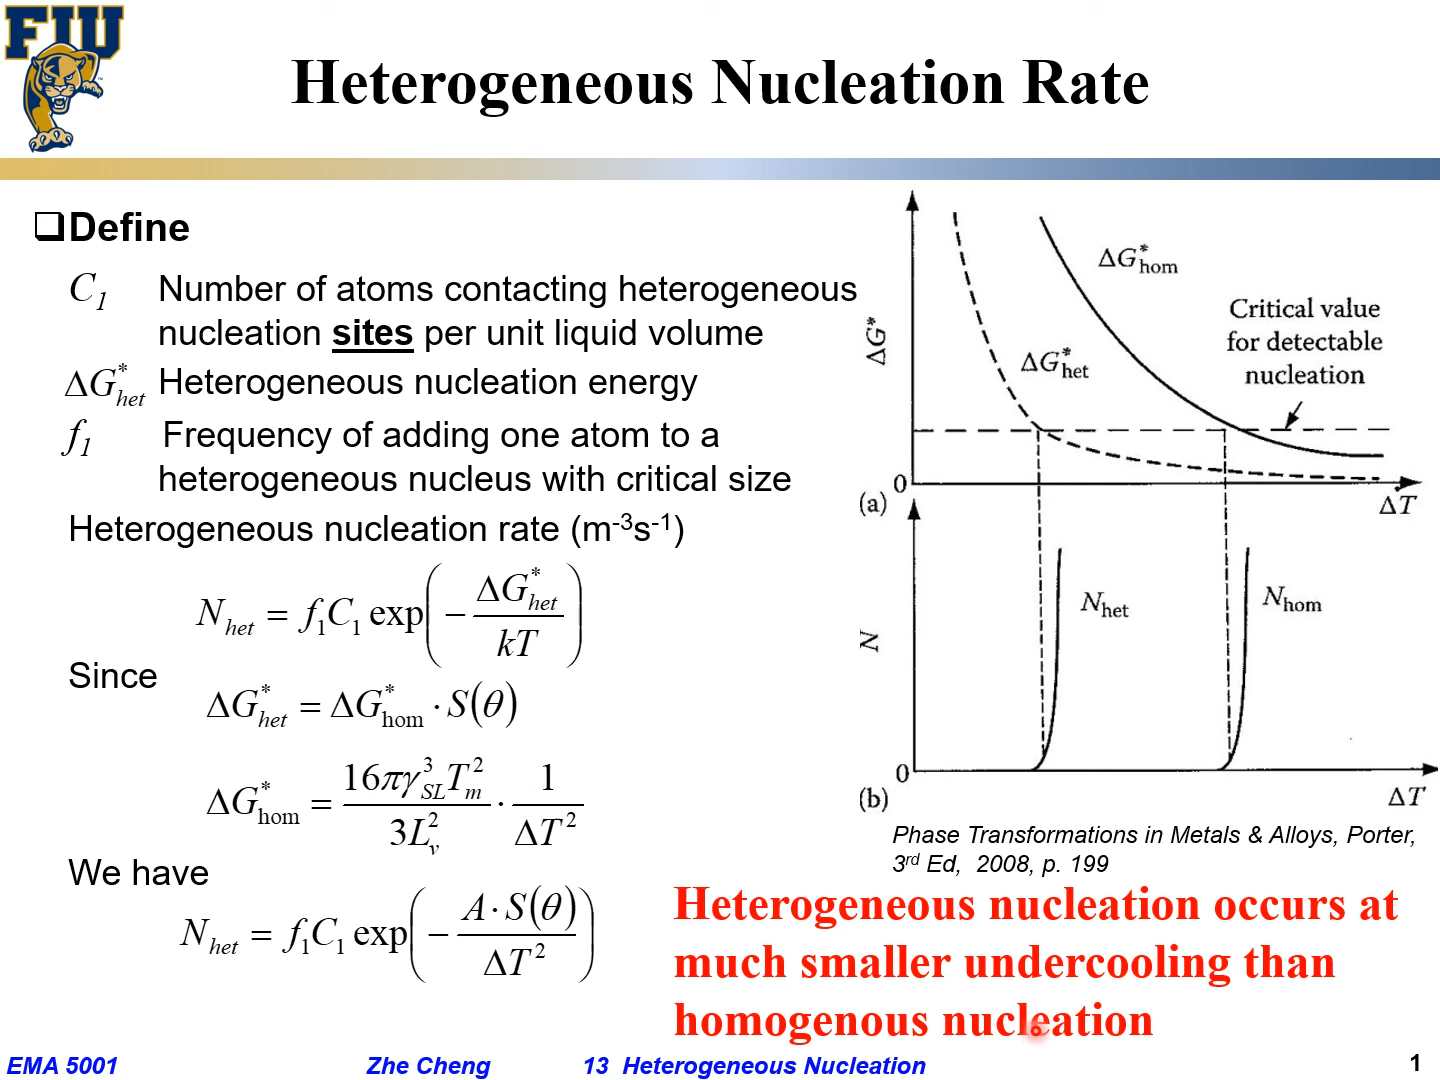 FIU
Heterogeneous Nucleation Rate
❑Define
C₁ Number of atoms contacting heterogeneous
nucleation sites per unit liquid volume
ΔG*het Heterogeneous nucleation energy
f₁ Frequency of adding one atom to a
heterogeneous nucleus with critical size
Heterogeneous nucleation rate (m⁻³s⁻¹)
Nhet = f₁C₁ exp(− ΔG*het / kT)
Since
ΔG*het = ΔG*hom · S(θ)
ΔG*hom = 16πγ³SL T²m / 3L²v · 1 / ΔT²
We have
Nhet = f₁C₁ exp(− A · S(θ) / ΔT²)
ΔG*
ΔG*hom
Critical value
for detectable
nucleation
ΔG*het
0
(a)
ΔT
N
Nhet
Nhom
0
(b)
ΔT
Phase Transformations in Metals & Alloys, Porter,
3rd Ed, 2008, p. 199
Heterogeneous nucleation occurs at
much smaller undercooling than
homogenous nucleation
EMA 5001 Zhe Cheng 13 Heterogeneous Nucleation 1